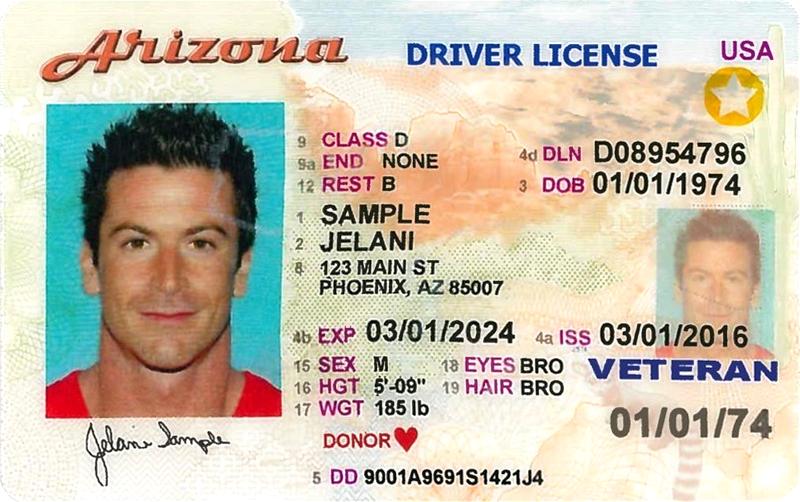 Arizona DRIVER LICENSE USA
9 CLASS D
9a END NONE 4d DLN D08954796
12 REST B 3 DOB 01/01/1974
1 SAMPLE
2 JELANI
8 123 MAIN ST
PHOENIX, AZ 85007
4b EXP 03/01/2024 4a ISS 03/01/2016
15 SEX M 18 EYES BRO VETERAN
16 HGT 5'-09" 19 HAIR BRO
17 WGT 185 lb 01/01/74
Jelani Sample
DONOR
5 DD 9001A9691S1421J4